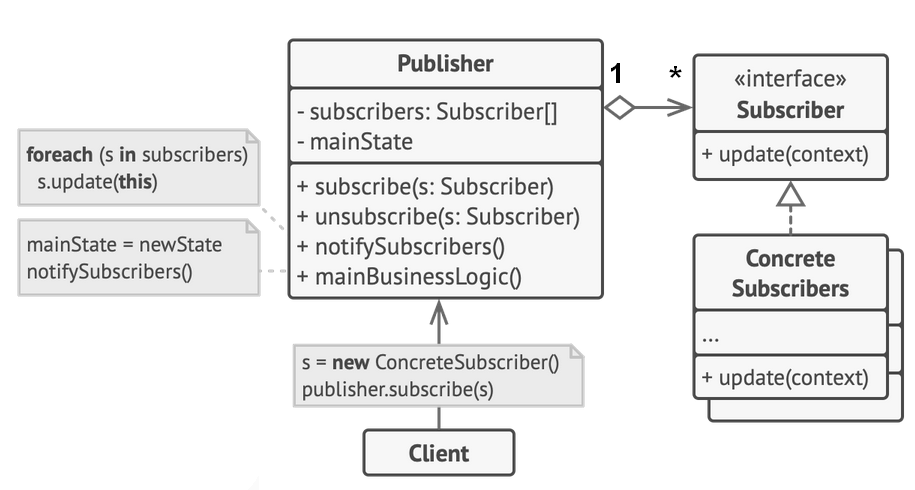 Publisher
- subscribers: Subscriber[]
- mainState
+ subscribe(s: Subscriber)
+ unsubscribe(s: Subscriber)
+ notifySubscribers()
+ mainBusinessLogic()
foreach (s in subscribers)
s.update(this)
mainState = newState
notifySubscribers()
1 *
«interface»
Subscriber
+ update(context)
Concrete
Subscribers
...
+ update(context)
s = new ConcreteSubscriber()
publisher.subscribe(s)
Client